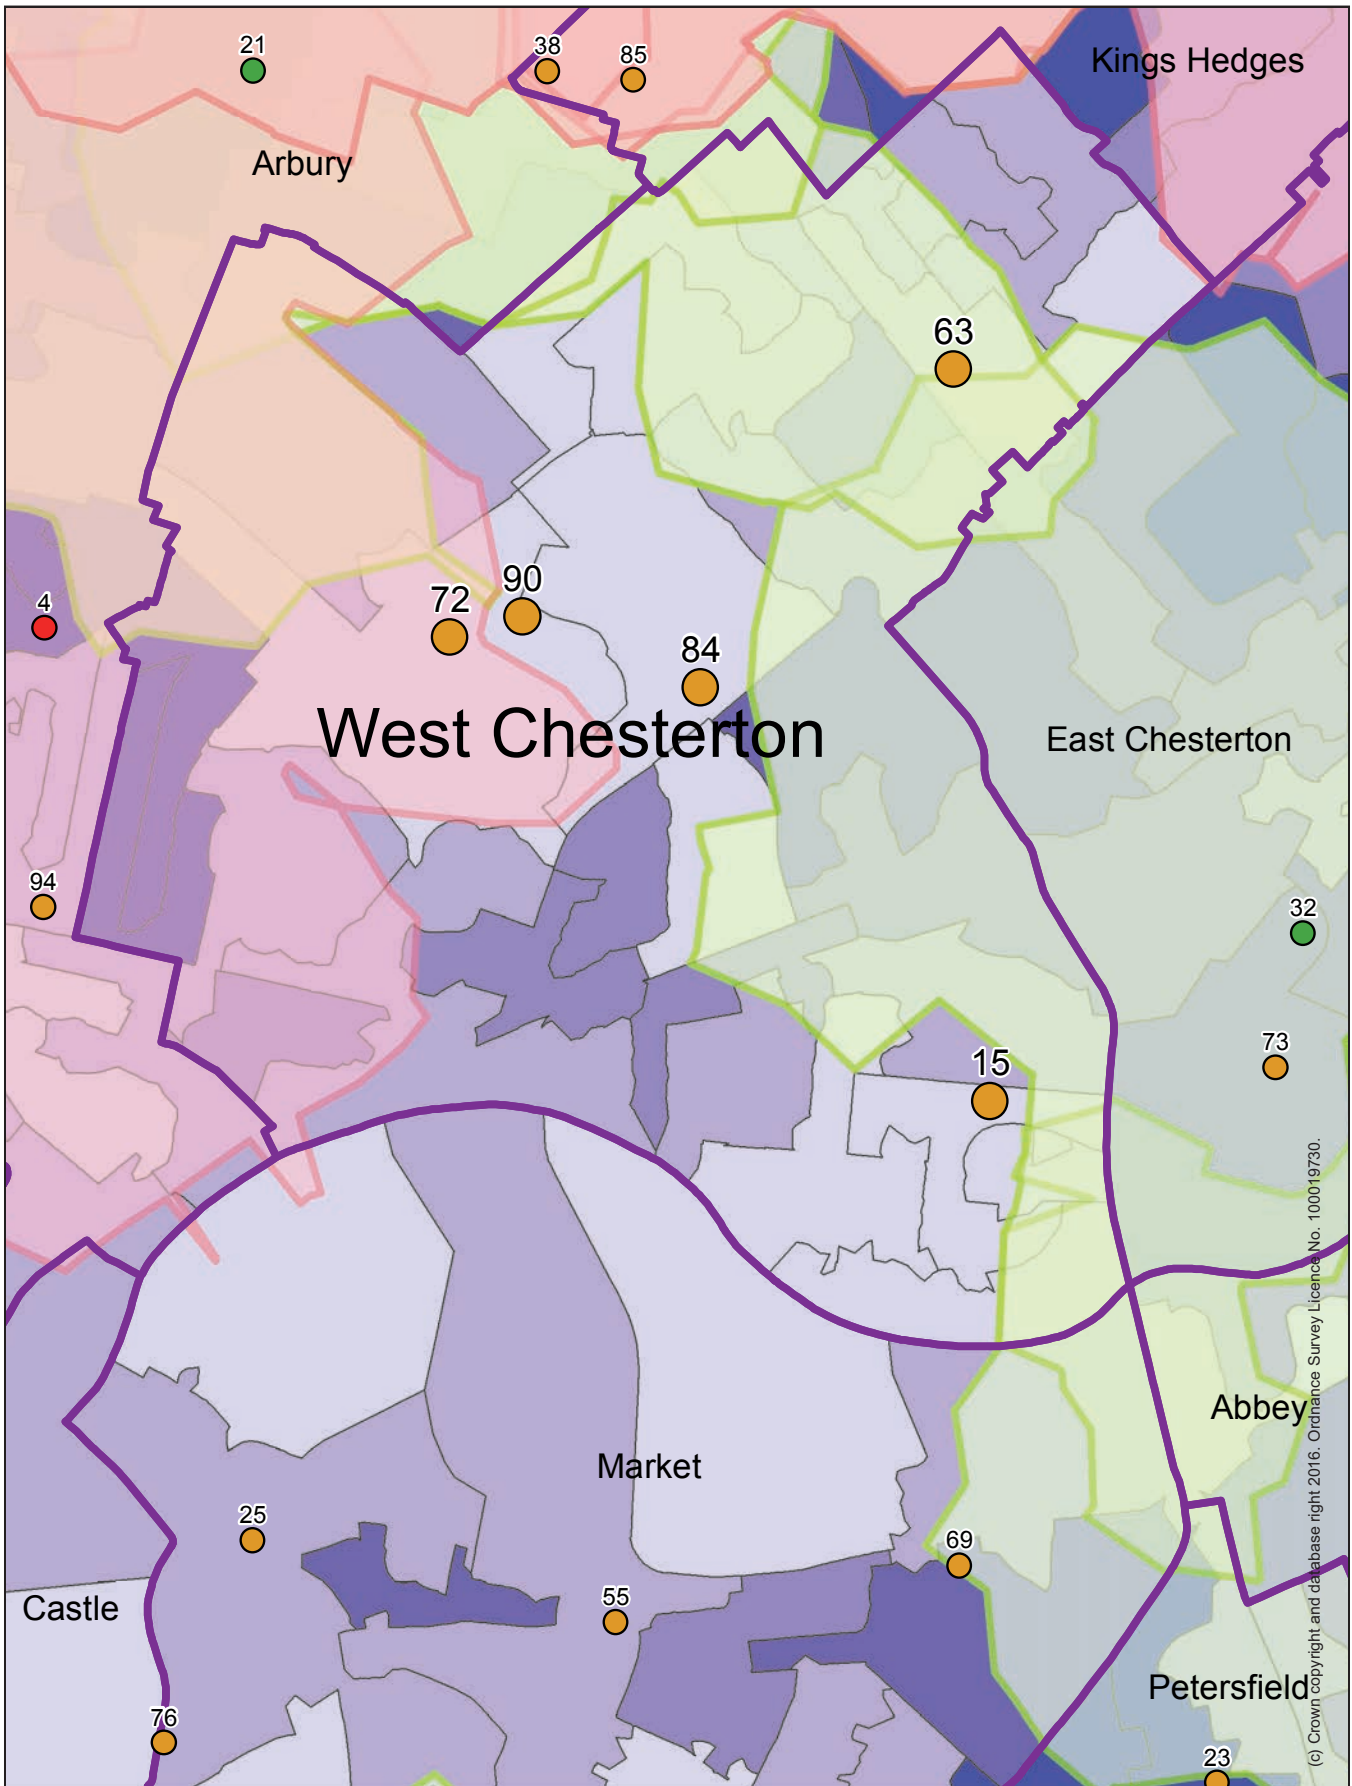 21
38
85
Kings Hedges
Arbury
63
4
72
90
84
West Chesterton
East Chesterton
94
32
15
73
Abbey
Market
25
69
55
Castle
Petersfield
76
23
(c) Crown copyright and database right 2016. Ordnance Survey Licence No. 100019730.